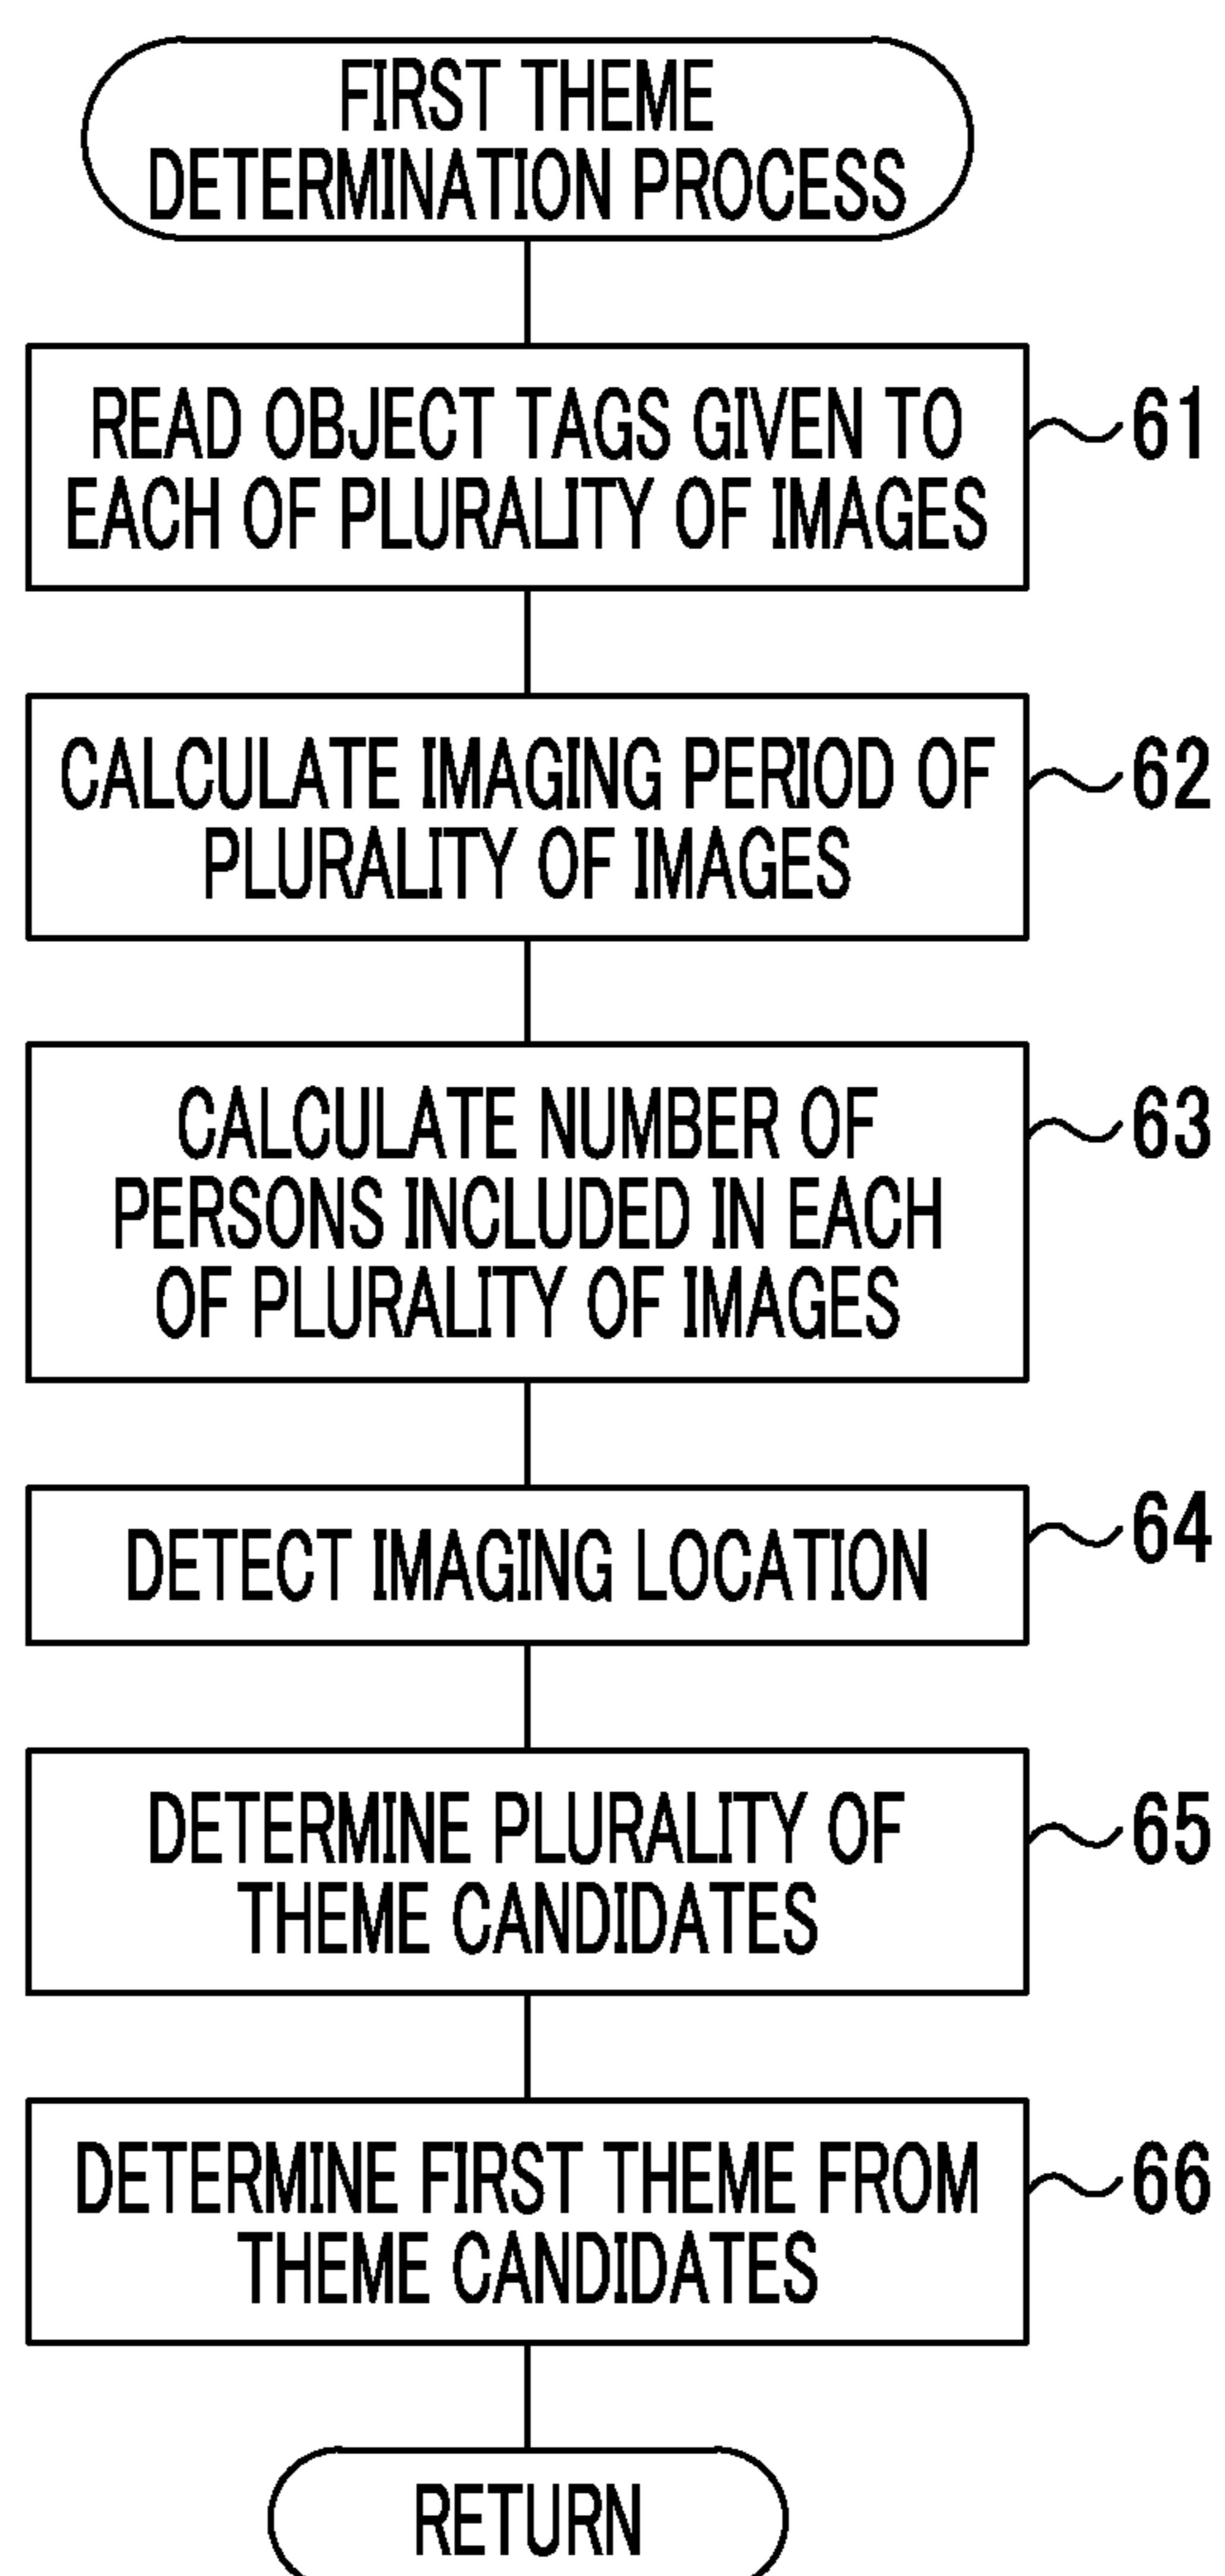 FIRST THEME
DETERMINATION PROCESS
READ OBJECT TAGS GIVEN TO
EACH OF PLURALITY OF IMAGES
61
CALCULATE IMAGING PERIOD OF
PLURALITY OF IMAGES
62
CALCULATE NUMBER OF
PERSONS INCLUDED IN EACH
OF PLURALITY OF IMAGES
63
DETECT IMAGING LOCATION
64
DETERMINE PLURALITY OF
THEME CANDIDATES
65
DETERMINE FIRST THEME FROM
THEME CANDIDATES
66
RETURN